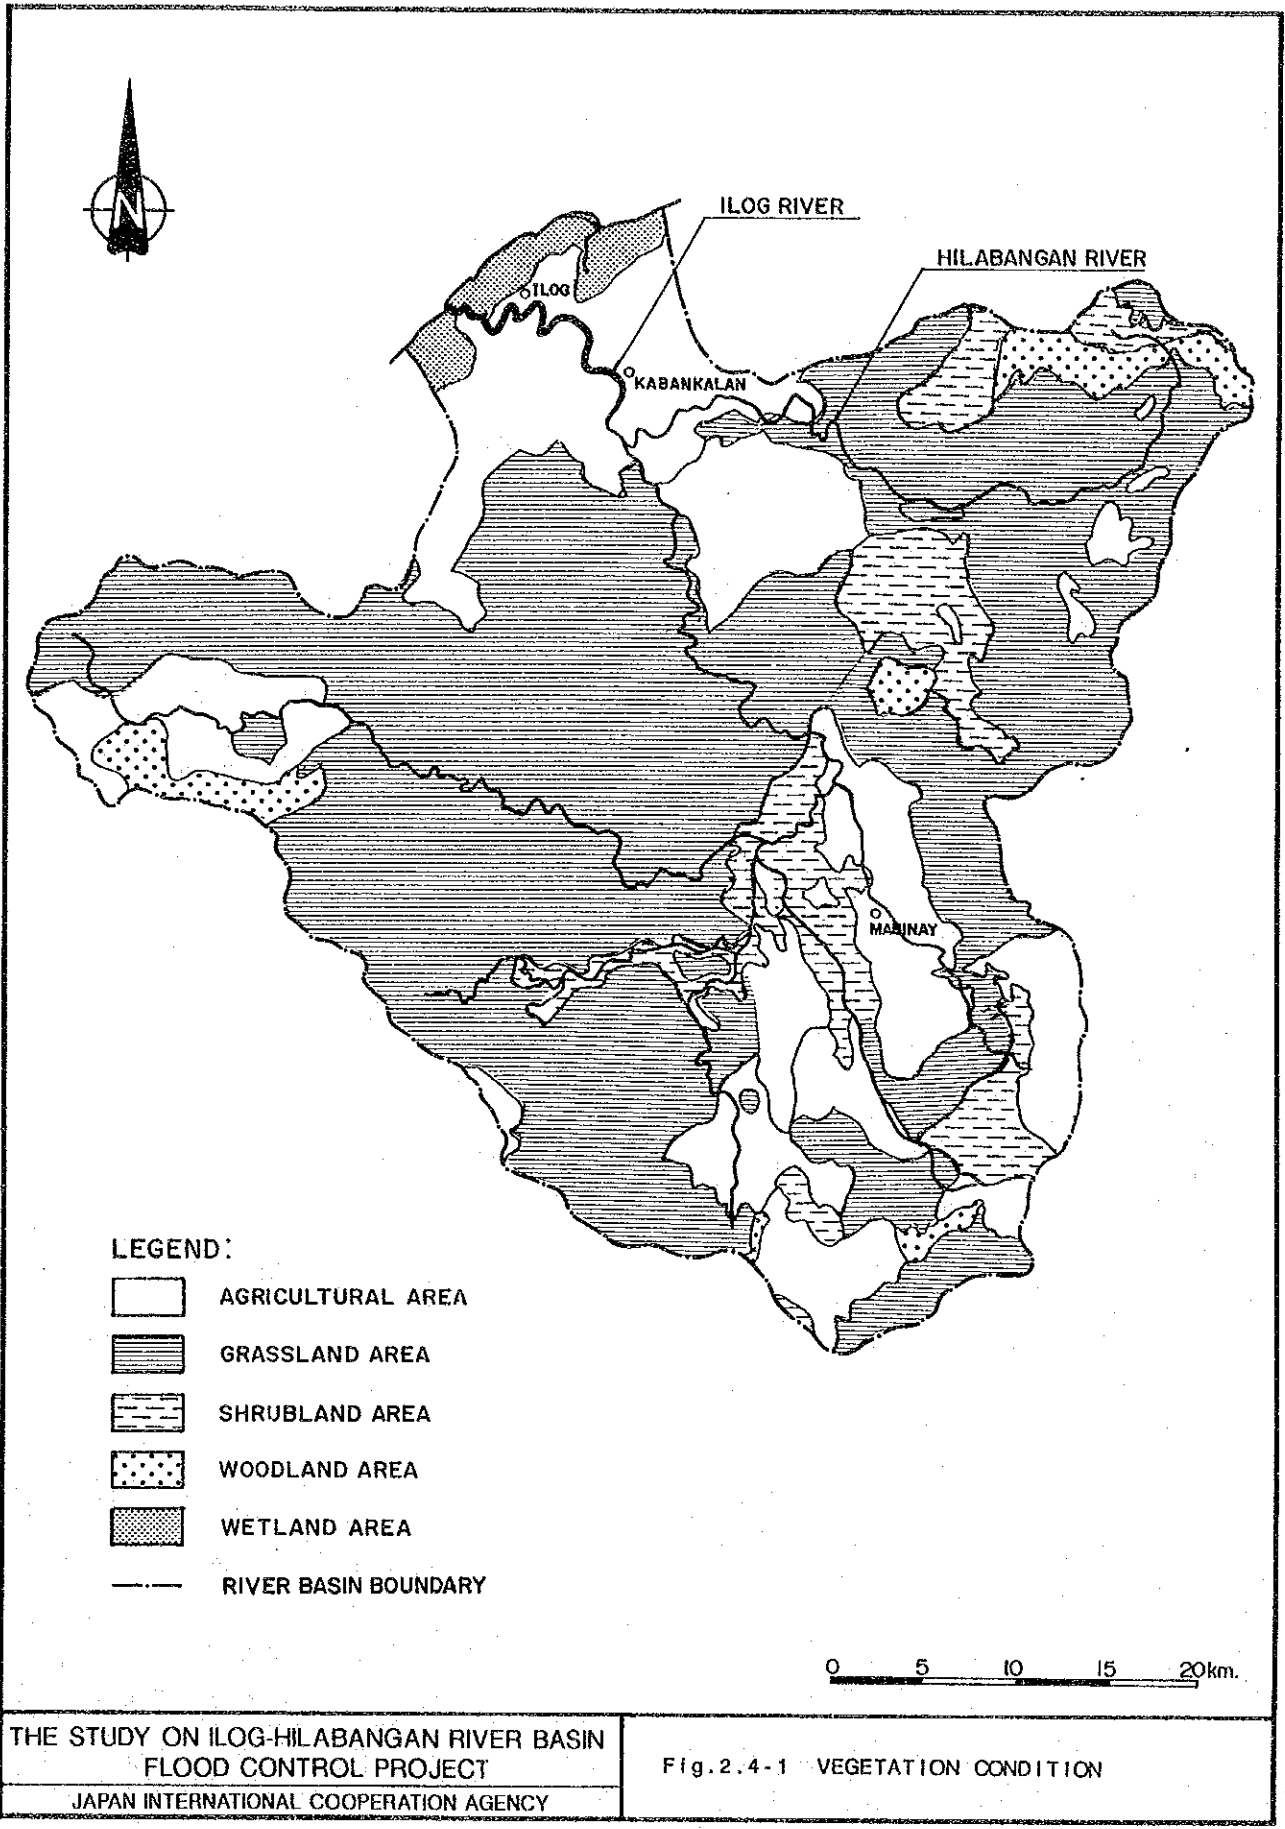 N
ILOG RIVER
HILABANGAN RIVER
ILOG
KABANKALAN
MABINAY
LEGEND:
AGRICULTURAL AREA
GRASSLAND AREA
SHRUBLAND AREA
WOODLAND AREA
WETLAND AREA
RIVER BASIN BOUNDARY
0 5 10 15 20km.
THE STUDY ON ILOG-HILABANGAN RIVER BASIN
FLOOD CONTROL PROJECT
JAPAN INTERNATIONAL COOPERATION AGENCY
Fig.2.4-1 VEGETATION CONDITION